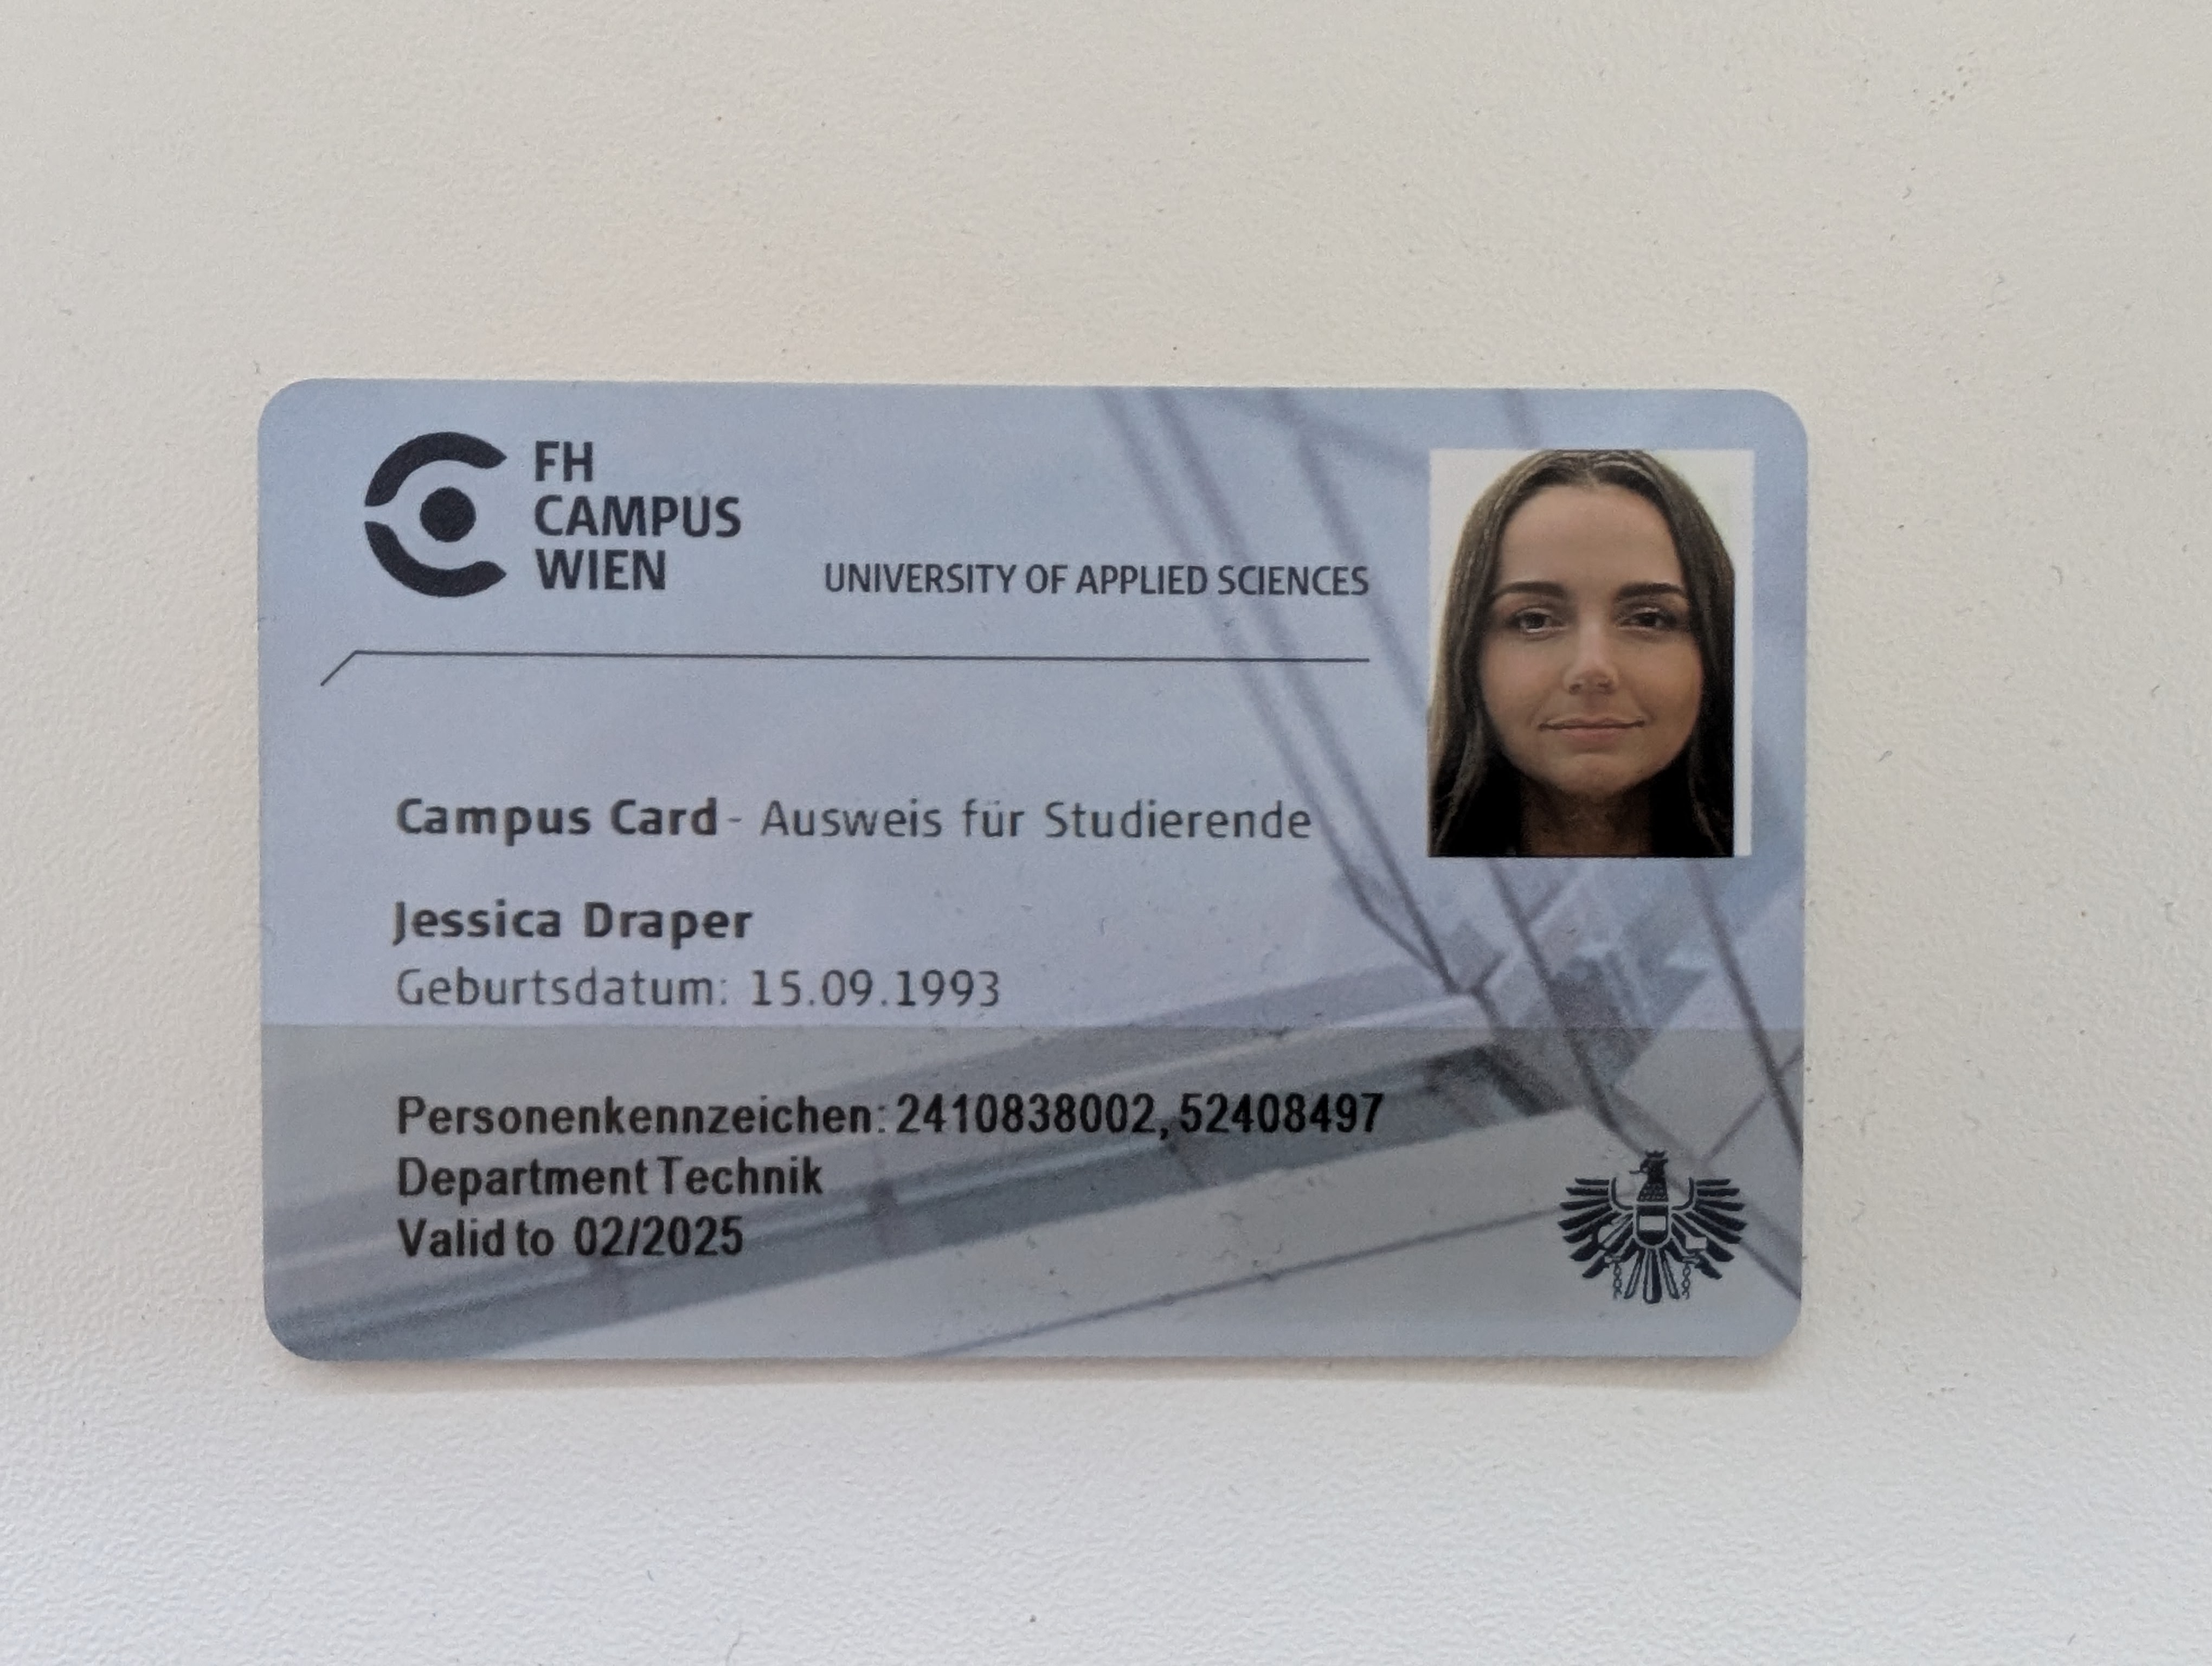 FH
CAMPUS
WIEN
UNIVERSITY OF APPLIED SCIENCES
Campus Card - Ausweis für Studierende
Jessica Draper
Geburtsdatum: 15.09.1993
Personenkennzeichen: 2410838002, 52408497
Department Technik
Valid to 02/2025